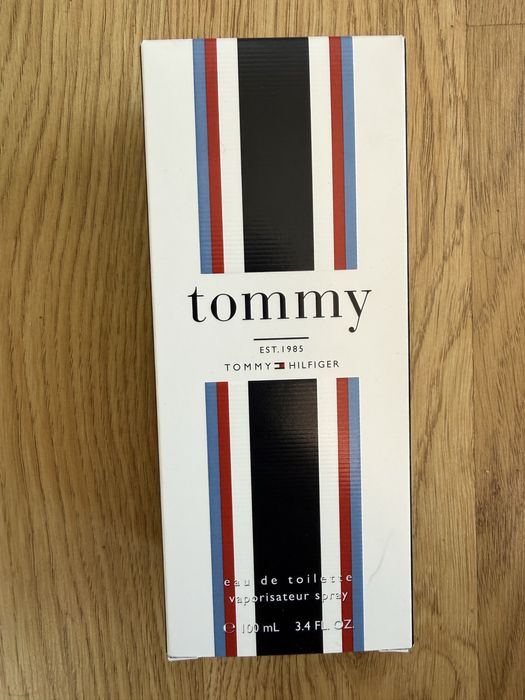 tommy
EST. 1985
TOMMY HILFIGER
eau de toilette
vaporisateur spray
℮ 100 mL 3.4 FL. OZ.